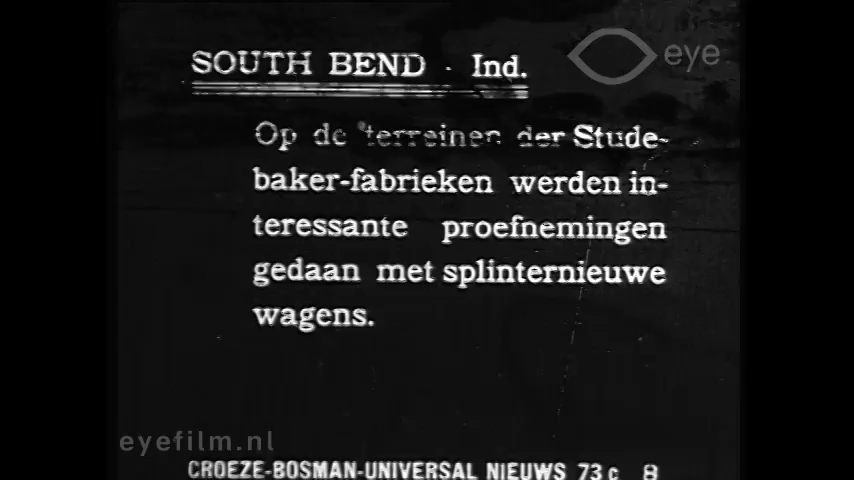 SOUTH BEND · Ind.
eye
Op de terreinen der Stude-
baker-fabrieken werden in-
teressante proefnemingen
gedaan met splinternieuwe
wagens.
eyefilm.nl
CROEZE-BOSMAN-UNIVERSAL NIEUWS 73 c 8